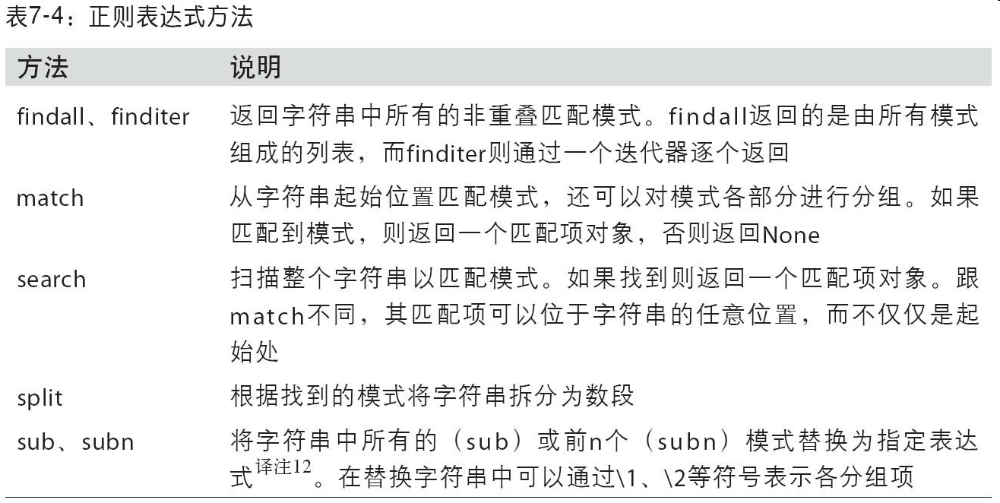 表7-4：正则表达式方法
方法 说明
findall、finditer 返回字符串中所有的非重叠匹配模式。findall返回的是由所有模式
组成的列表，而finditer则通过一个迭代器逐个返回
match 从字符串起始位置匹配模式，还可以对模式各部分进行分组。如果
匹配到模式，则返回一个匹配项对象，否则返回None
search 扫描整个字符串以匹配模式。如果找到则返回一个匹配项对象。跟
match不同，其匹配项可以位于字符串的任意位置，而不仅仅是起
始处
split 根据找到的模式将字符串拆分为数段
sub、subn 将字符串中所有的（sub）或前n个（subn）模式替换为指定表达
式译注12。在替换字符串中可以通过\1、\2等符号表示各分组项